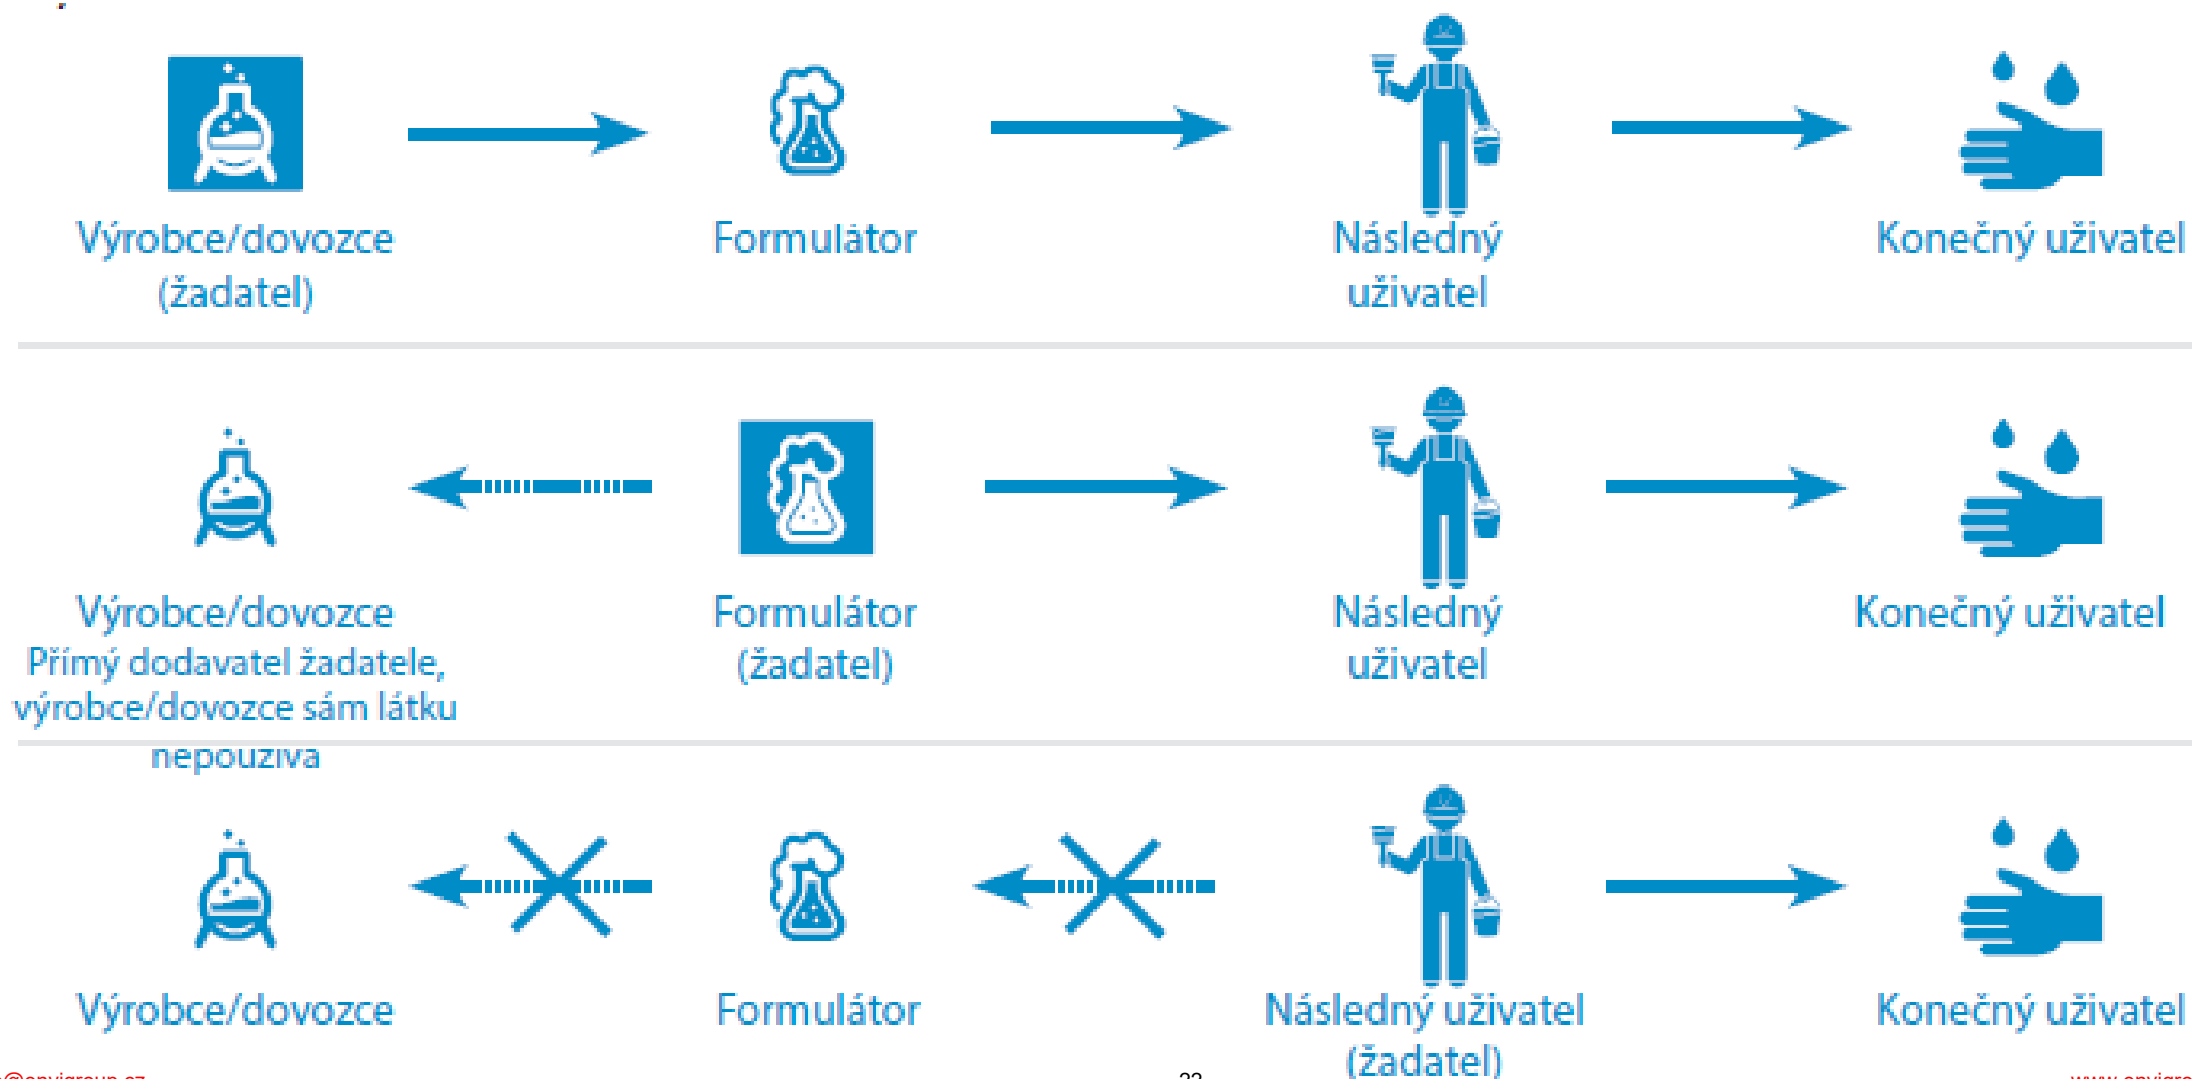 Výrobce/dovozce
(žadatel)
Formulátor
Následný
uživatel
Konečný uživatel
Výrobce/dovozce
Přímý dodavatel žadatele,
výrobce/dovozce sám látku
nepoužívá
Formulátor
(žadatel)
Následný
uživatel
Konečný uživatel
Výrobce/dovozce
Formulátor
Následný uživatel
(žadatel)
Konečný uživatel